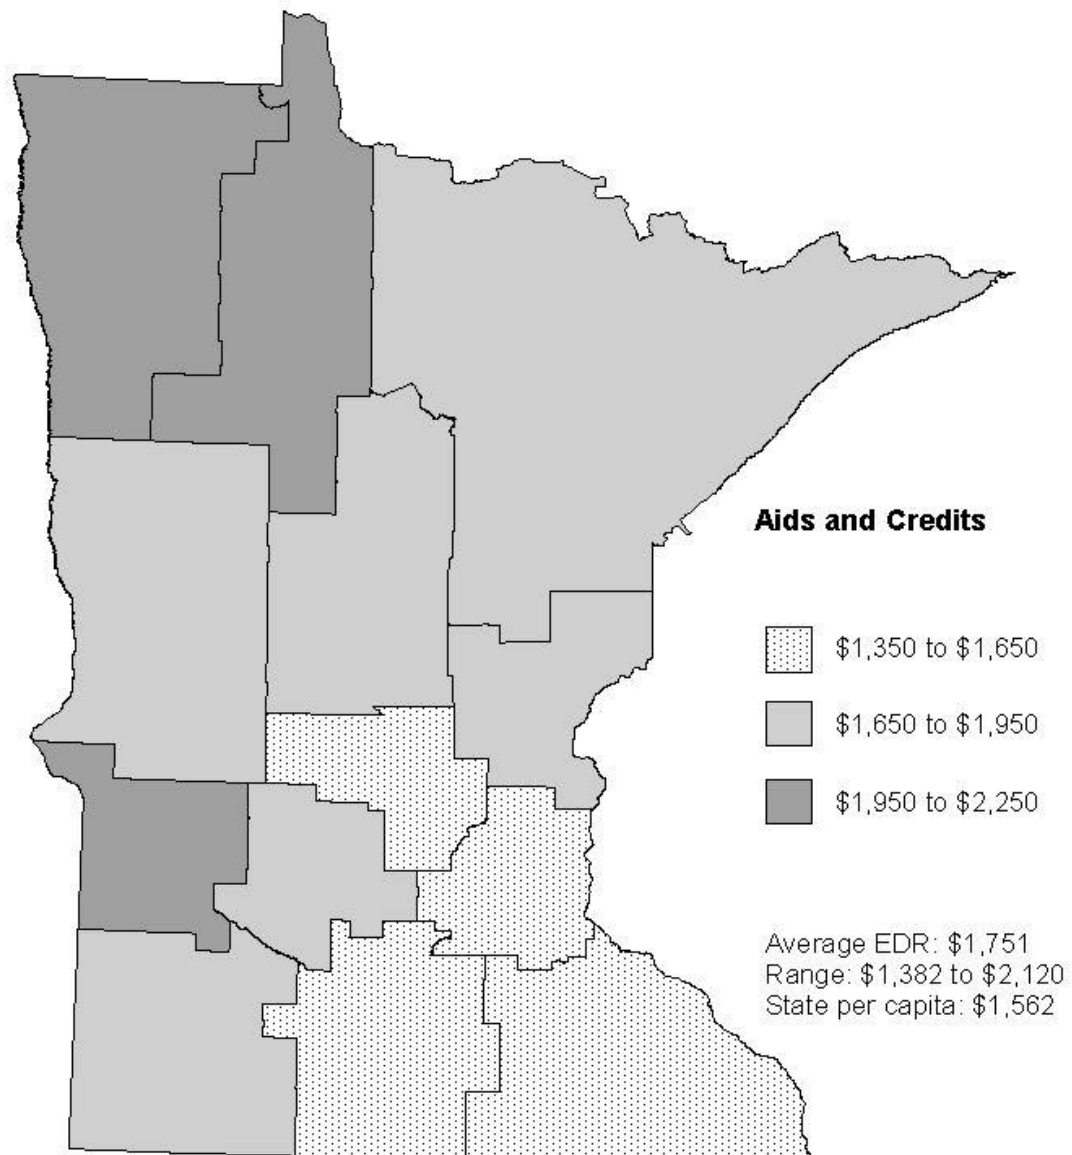 Aids and Credits
$1,350 to $1,650
$1,650 to $1,950
$1,950 to $2,250
Average EDR: $1,751
Range: $1,382 to $2,120
State per capita: $1,562